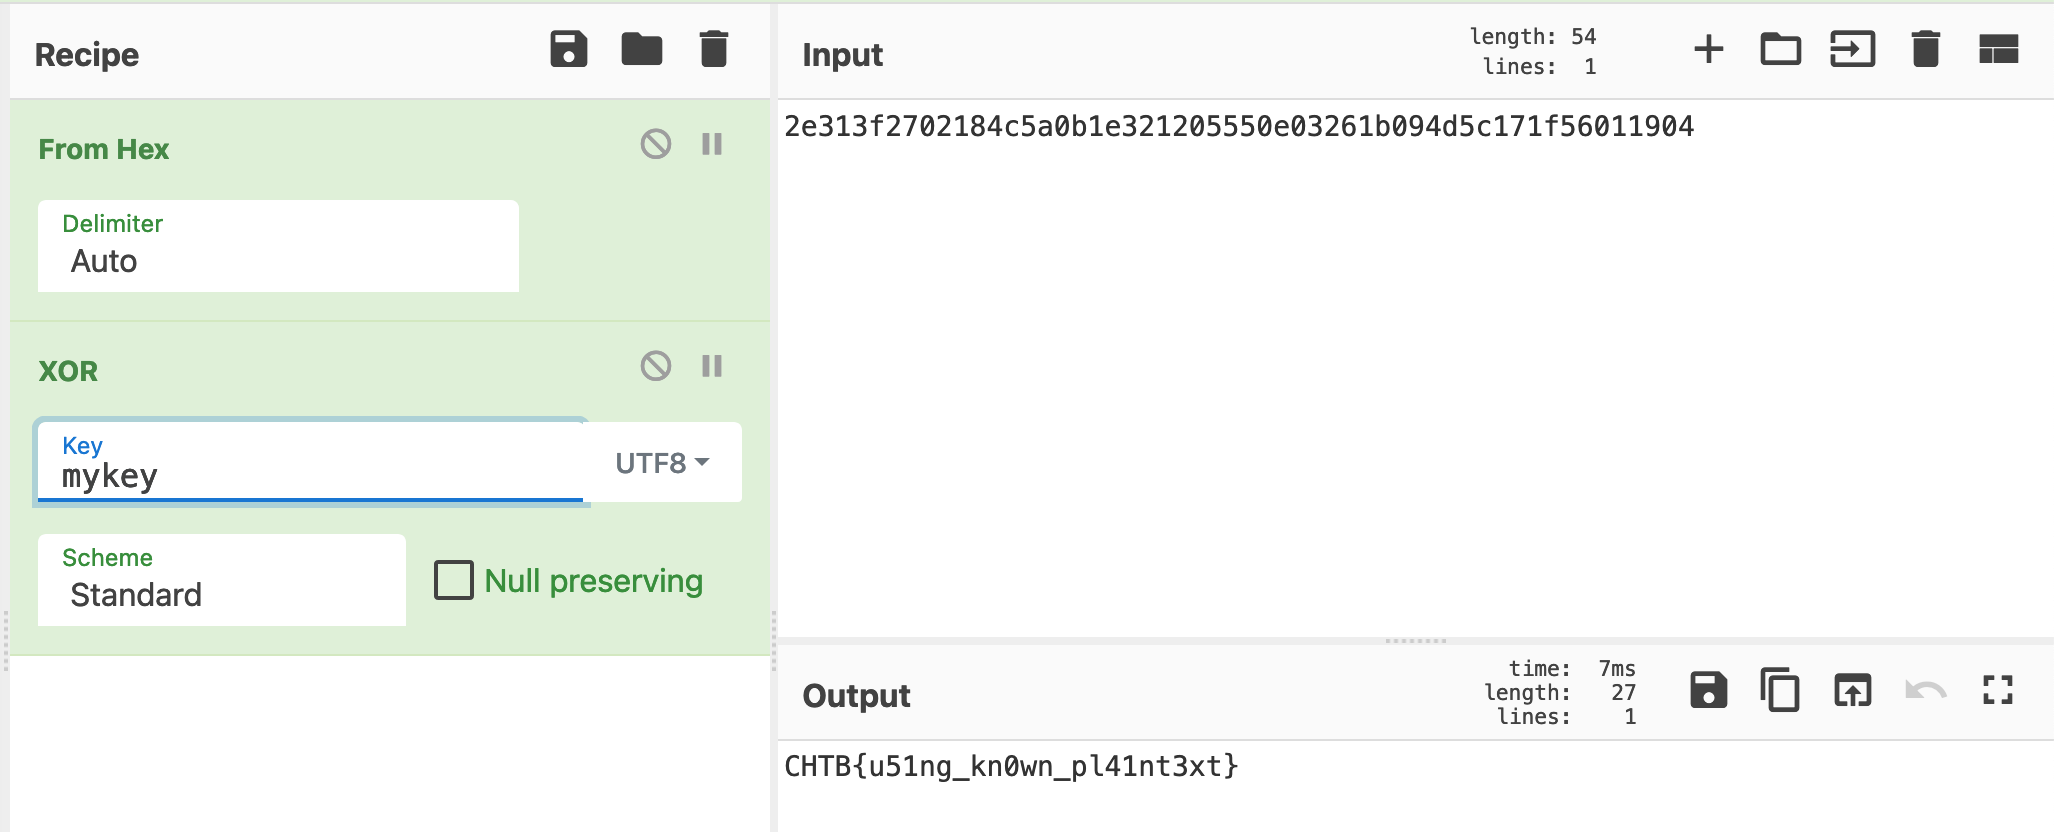 Recipe
From Hex
Delimiter
Auto
XOR
Key
mykey
UTF8
Scheme
Standard
Null preserving
Input
length: 54
lines: 1
2e313f2702184c5a0b1e321205550e03261b094d5c171f56011904
Output
time: 7ms
length: 27
lines: 1
CHTB{u51ng_kn0wn_pl41nt3xt}